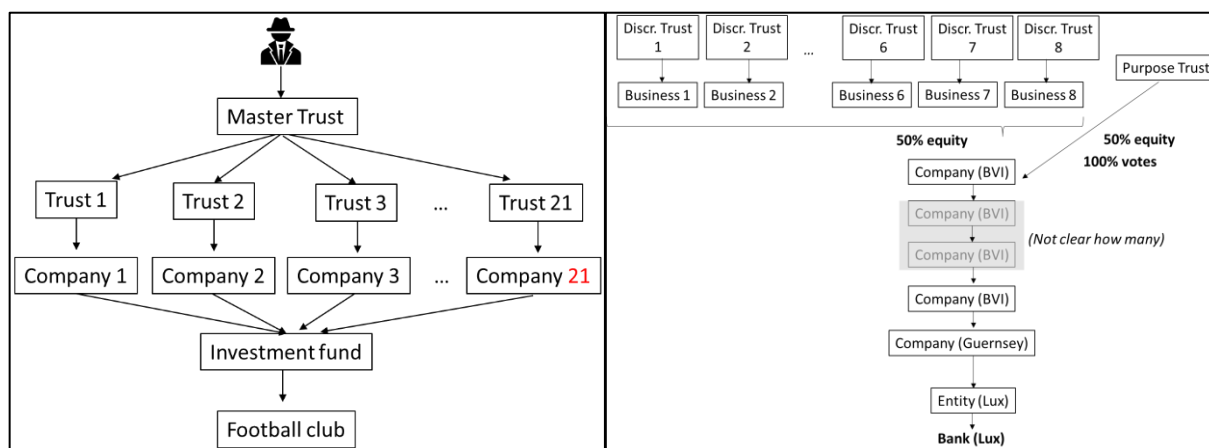 Master Trust
Trust 1
Trust 2
Trust 3
...
Trust 21
Company 1
Company 2
Company 3
...
Company 21
Investment fund
Football club
Discr. Trust
1
Discr. Trust
2
...
Discr. Trust
6
Discr. Trust
7
Discr. Trust
8
Purpose Trust
Business 1
Business 2
Business 6
Business 7
Business 8
50% equity
50% equity
100% votes
Company (BVI)
Company (BVI)
(Not clear how many)
Company (BVI)
Company (BVI)
Company (Guernsey)
Entity (Lux)
Bank (Lux)